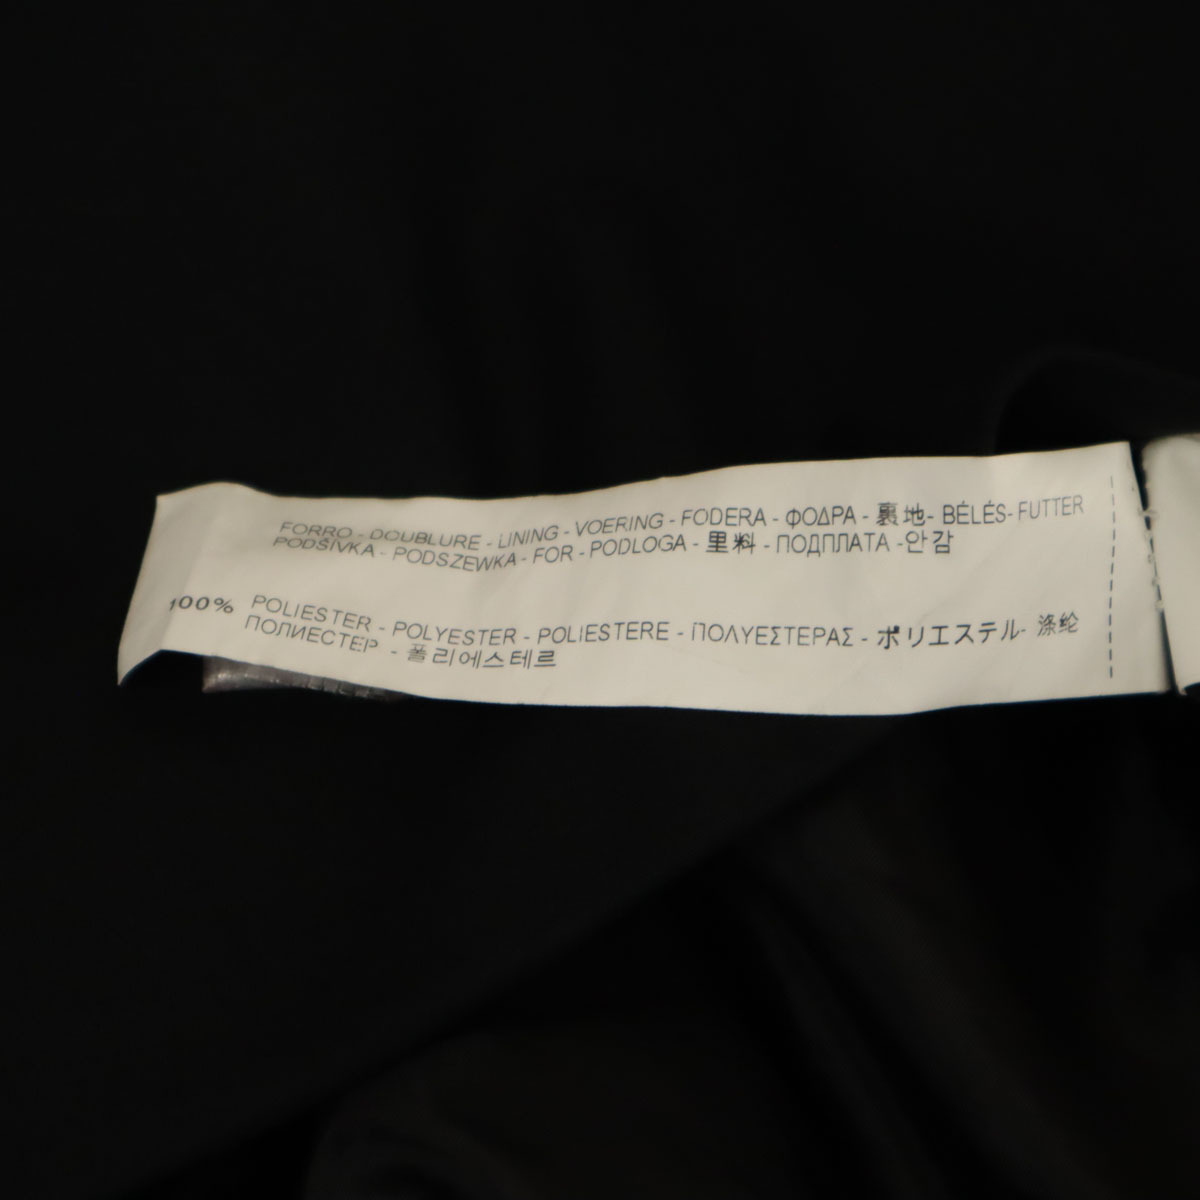 FORRO - DOUBLURE - LINING - VOERING - FODERA - ΦΟΔΡΑ - 裏地- BÉLÉS- FUTTER
PODŠÍVKA - PODSZEWKA- FOR - PODLOGA - 里料 - ПОДПЛАТА -안감
100% POLIESTER - POLYESTER - POLIESTERE - ΠΟΛΥΕΣΤΕΡΑΣ - ポリエステル- 涤纶
ПОЛИЕСТЕР - 폴리에스테르